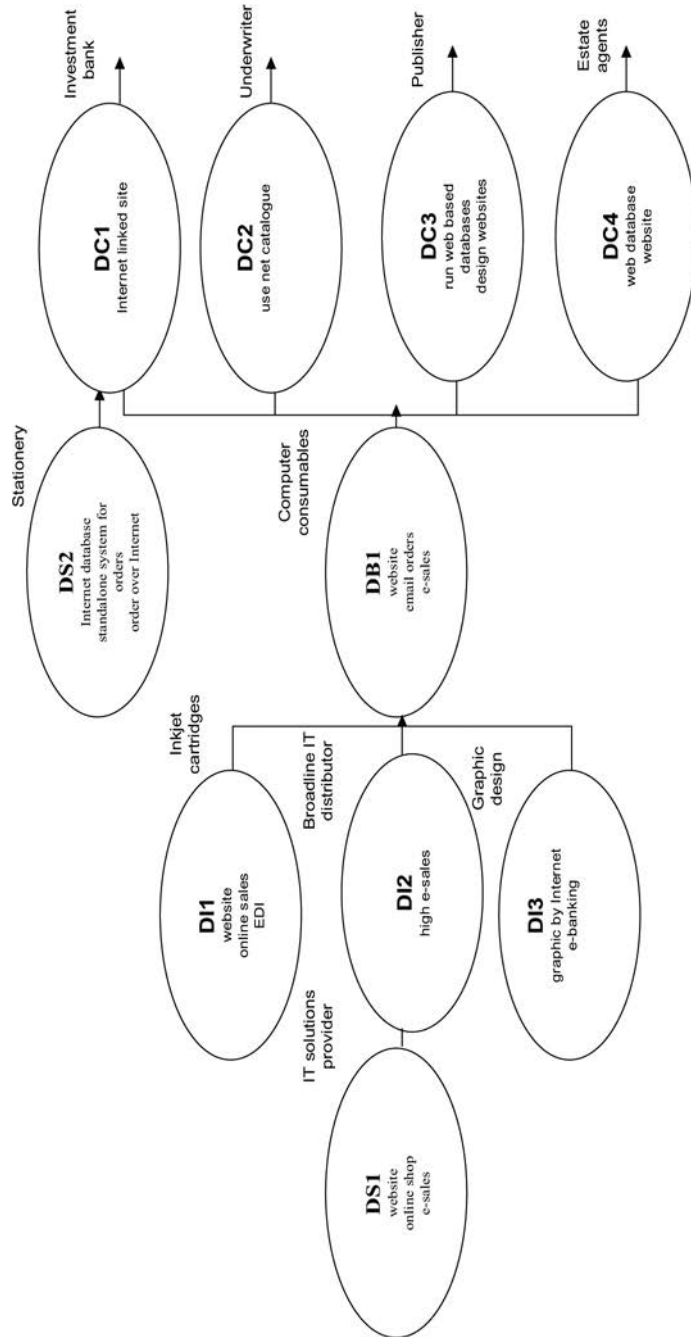 Stationery
DS2
Internet database
standalone system for
orders
order over Internet
Investment
bank
DC1
Internet linked site
Underwriter
DC2
use net catalogue
Publisher
DC3
run web based
databases
design websites
Estate
agents
DC4
web database
website
Computer
consumables
DB1
website
email orders
e-sales
Inkjet
cartridges
DI1
website
online sales
EDI
Broadline IT
distributor
DI2
high e-sales
Graphic
design
DI3
graphic by Internet
e-banking
IT solutions
provider
DS1
website
online shop
e-sales